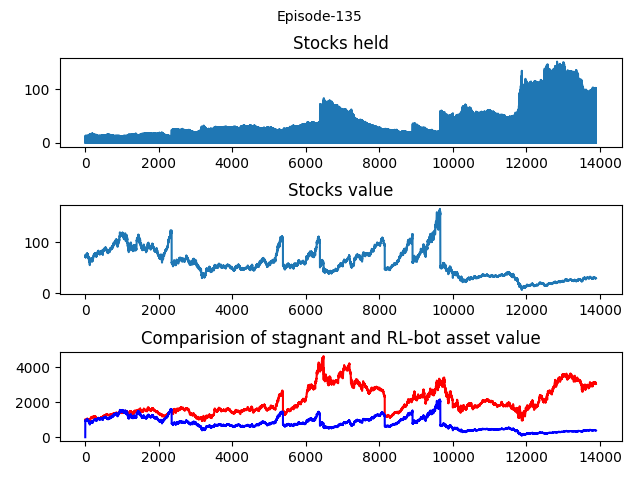 Episode-135
Stocks held
100
0
0 2000 4000 6000 8000 10000 12000 14000
Stocks value
100
0
0 2000 4000 6000 8000 10000 12000 14000
Comparision of stagnant and RL-bot asset value
4000
2000
0
0 2000 4000 6000 8000 10000 12000 14000